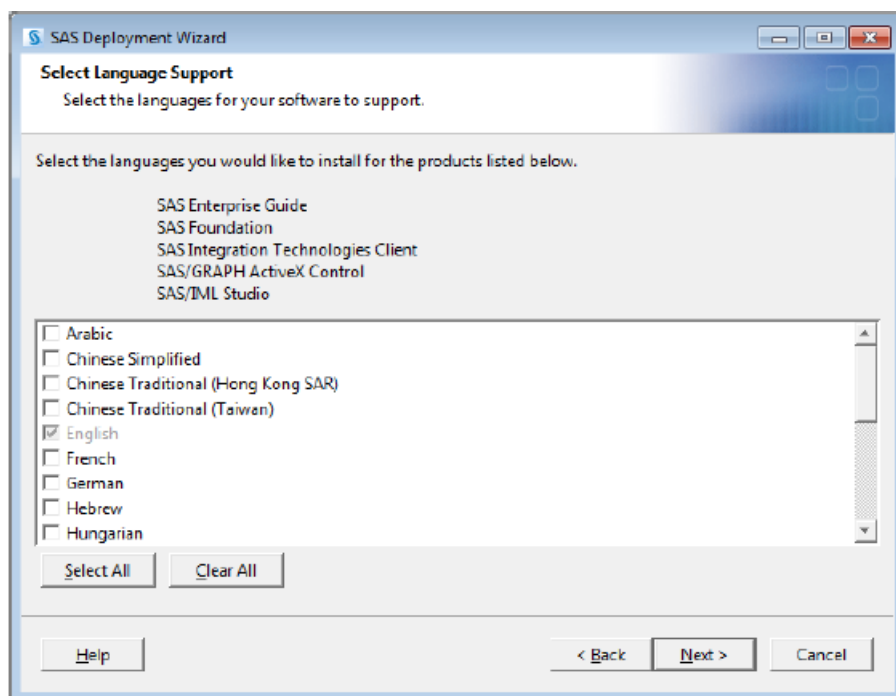 SAS Deployment Wizard
Select Language Support
Select the languages for your software to support.
Select the languages you would like to install for the products listed below.
SAS Enterprise Guide
SAS Foundation
SAS Integration Technologies Client
SAS/GRAPH ActiveX Control
SAS/IML Studio
Arabic
Chinese Simplified
Chinese Traditional (Hong Kong SAR)
Chinese Traditional (Taiwan)
English
French
German
Hebrew
Hungarian
Select All Clear All
Help < Back Next > Cancel